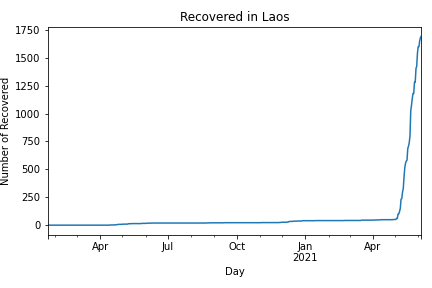 Recovered in Laos
Number of Recovered
1750
1500
1250
1000
750
500
250
0
Apr
Jul
Oct
Jan
2021
Apr
Day